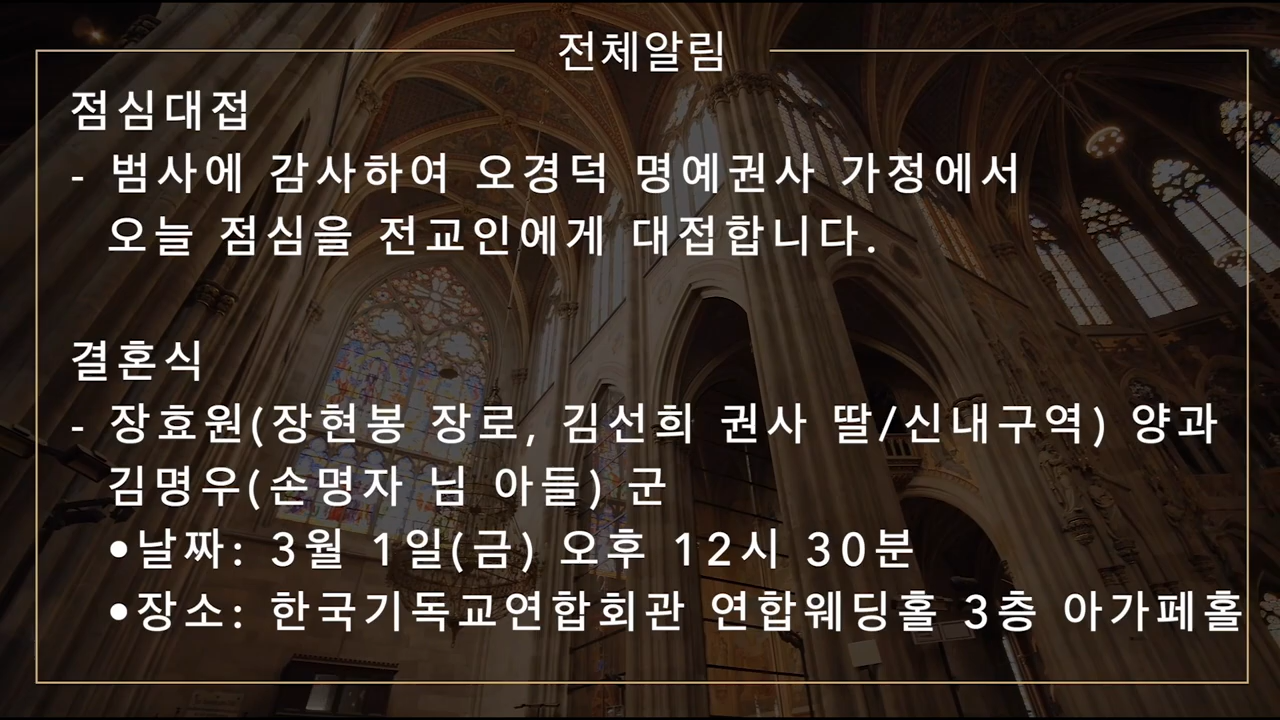 전체알림
점심대접
- 범사에 감사하여 오경덕 명예권사 가정에서
오늘 점심을 전교인에게 대접합니다.
결혼식
- 장효원(장현봉 장로, 김선희 권사 딸/신내구역) 양과
김명우(손명자 님 아들) 군
•날짜: 3월 1일(금) 오후 12시 30분
•장소: 한국기독교연합회관 연합웨딩홀 3층 아가페홀